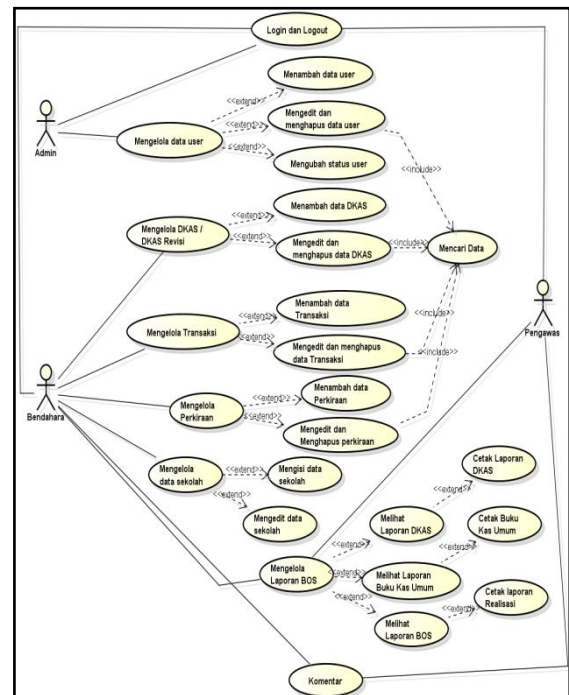 Login dan Logout
Menambah data user
<<extend>>
Mengedit dan
menghapus data user
<<extend>>
Admin
Mengelola data user
<<extend>>
Mengubah status user
<<include>>
Menambah data DKAS
Mengelola DKAS /
DKAS Revisi
<<extend>>
<<extend>>
Mengedit dan
menghapus data DKAS
<<include>>
Mencari Data
Menambah data
Transaksi
<<extend>>
<<include>>
Pengawas
Mengelola Transaksi
<<extend>>
Mengedit dan menghapus
data Transaksi
<<include>>
Bendahara
Menambah data
Perkiraan
<<extend>>
Mengelola
Perkiraan
<<extend>>
Mengedit dan
Menghapus perkiraan
Mengelola
data sekolah
<<extend>>
Mengisi data
sekolah
Cetak Laporan
DKAS
<<extend>>
<<extend>>
Mengedit data
sekolah
Melihat
Laporan DKAS
Cetak Buku
Kas Umum
<<extend>>
<<extend>>
Mengelola
Laporan BOS
<<extend>>
Melihat Laporan
Buku Kas Umum
Cetak laporan
Realisasi
<<extend>>
<<extend>>
Melihat
Laporan BOS
Komentar